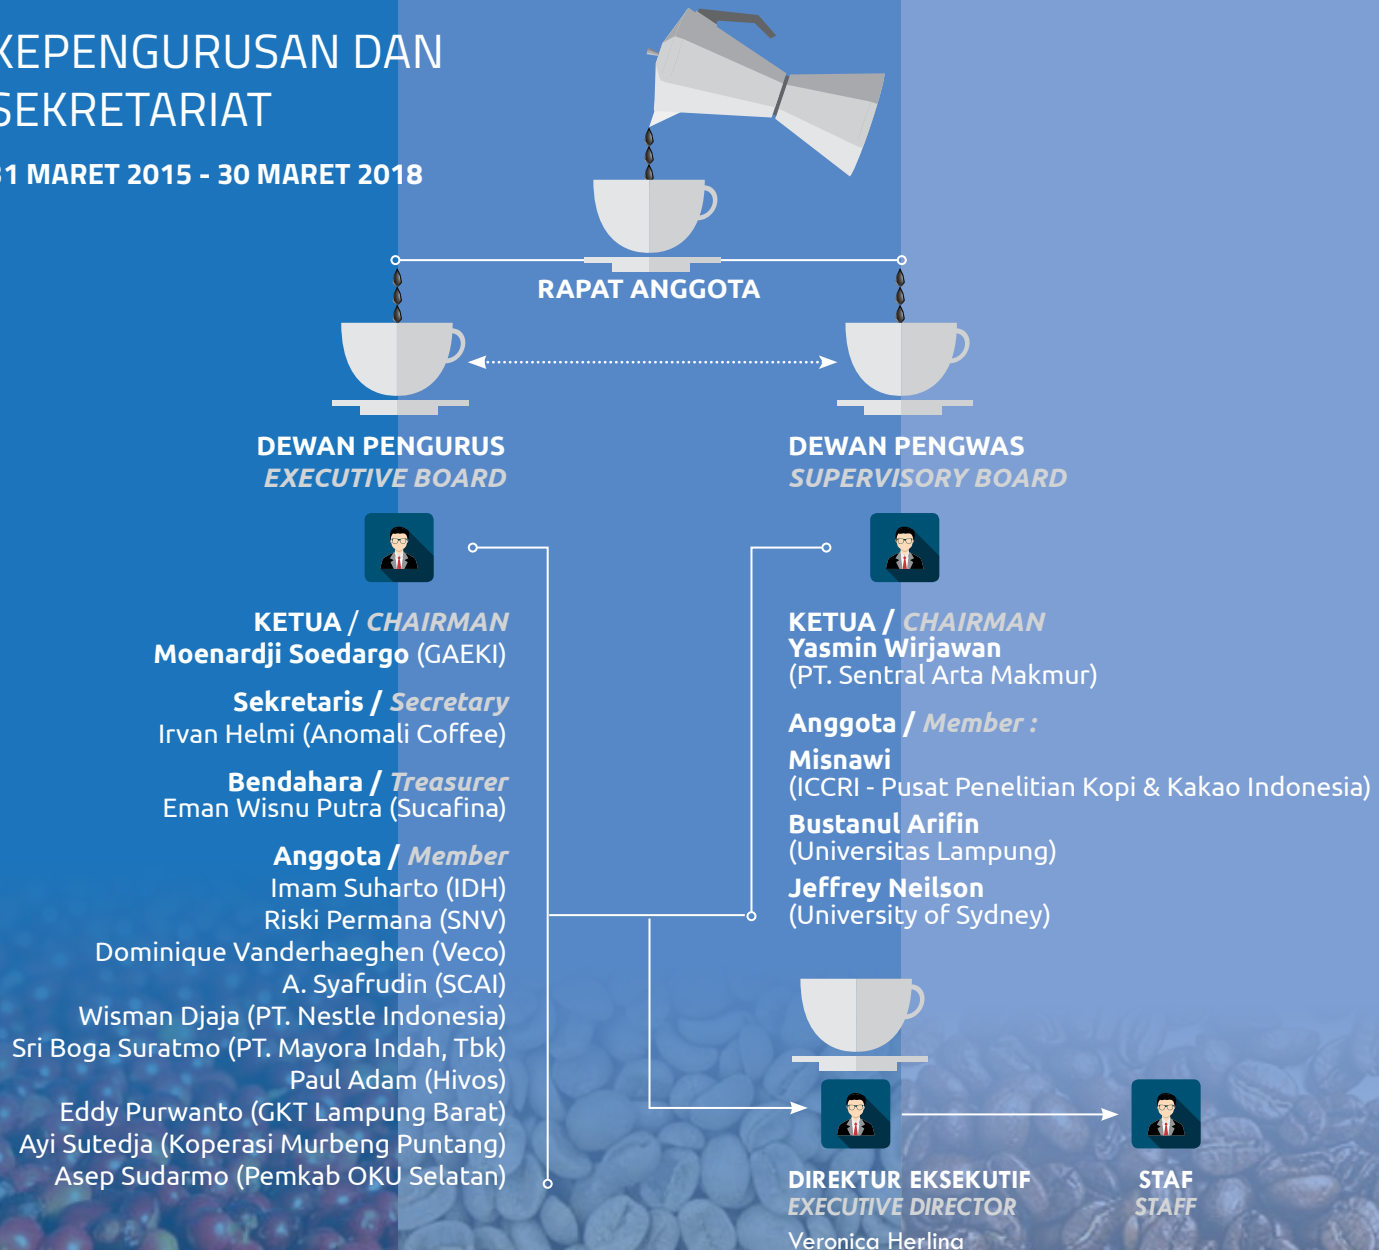 KEPENGURUSAN DAN
SEKRETARIAT
31 MARET 2015 - 30 MARET 2018
RAPAT ANGGOTA
DEWAN PENGURUS
EXECUTIVE BOARD
KETUA / CHAIRMAN
Moenardji Soedargo (GAEKI)
Sekretaris / Secretary
Irvan Helmi (Anomali Coffee)
Bendahara / Treasurer
Eman Wisnu Putra (Sucafina)
Anggota / Member
Imam Suharto (IDH)
Riski Permana (SNV)
Dominique Vanderhaeghen (Veco)
A. Syafrudin (SCAI)
Wisman Djaja (PT. Nestle Indonesia)
Sri Boga Suratmo (PT. Mayora Indah, Tbk)
Paul Adam (Hivos)
Eddy Purwanto (GKT Lampung Barat)
Ayi Sutedja (Koperasi Murbeng Puntang)
Asep Sudarmo (Pemkab OKU Selatan)
DEWAN PENGWAS
SUPERVISORY BOARD
KETUA / CHAIRMAN
Yasmin Wirjawan
(PT. Sentral Arta Makmur)
Anggota / Member :
Misnawi
(ICCRI - Pusat Penelitian Kopi & Kakao Indonesia)
Bustanul Arifin
(Universitas Lampung)
Jeffrey Neilson
(University of Sydney)
DIREKTUR EKSEKUTIF
EXECUTIVE DIRECTOR
Veronica Herlina
STAF
STAFF